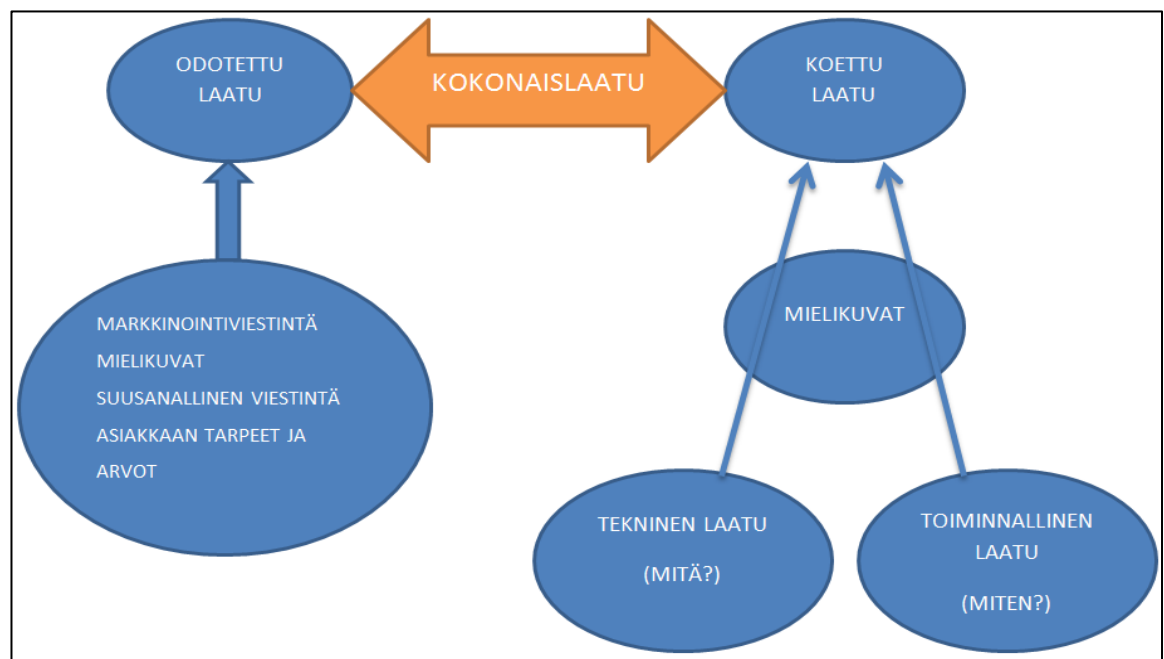 ODOTETTU
LAATU
KOKONAISLAATU
KOETTU
LAATU
MARKKINOINTIVIESTINTÄ
MIELIKUVAT
SUUSANALLINEN VIESTINTÄ
ASIAKKAAN TARPEET JA
ARVOT
MIELIKUVAT
TEKNINEN LAATU
(MITÄ?)
TOIMINNALLINEN
LAATU
(MITEN?)